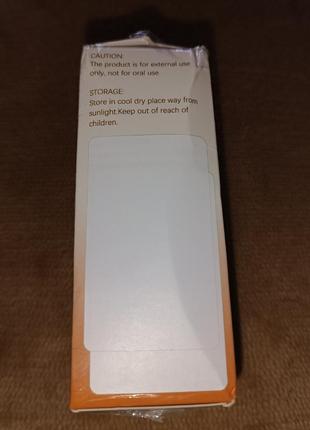 CAUTION:
The product is for external use
only, not for oral use.
STORAGE:
Store in cool dry place way from
sunlight.Keep out of reach of
children.